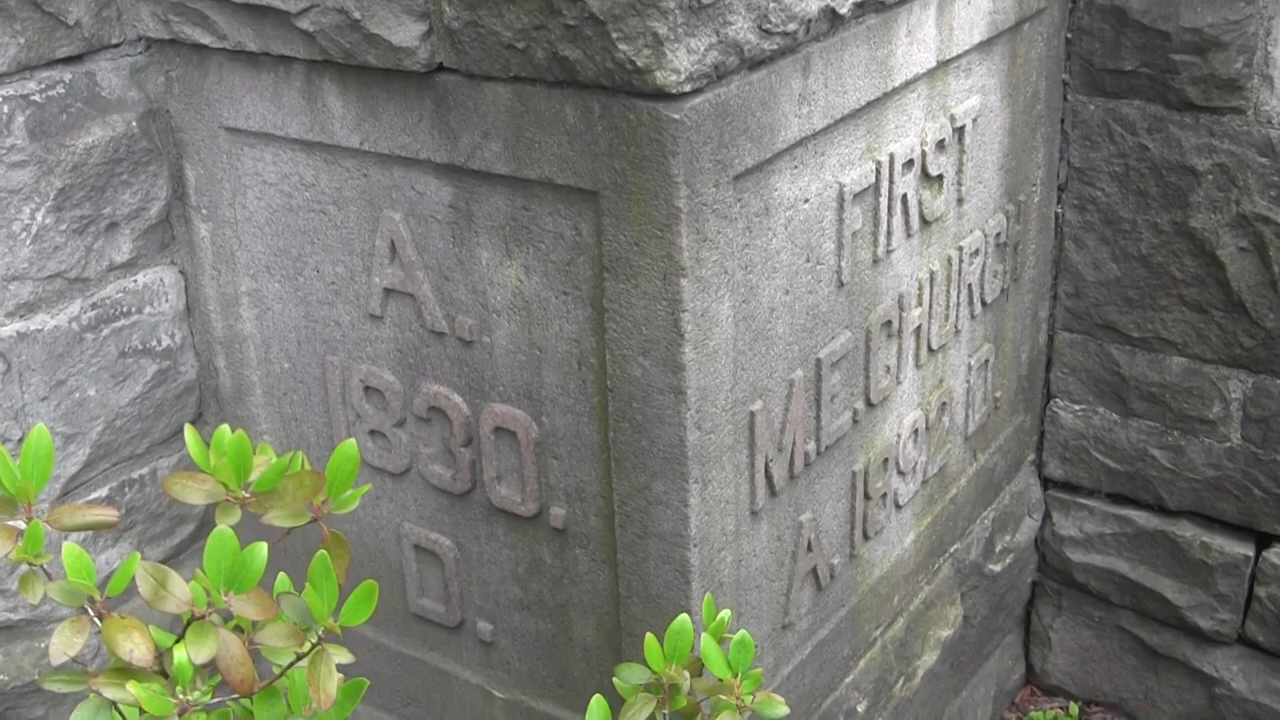 A.
1830.
D.
FIRST
M.E. CHURCH
A. 1892 D.